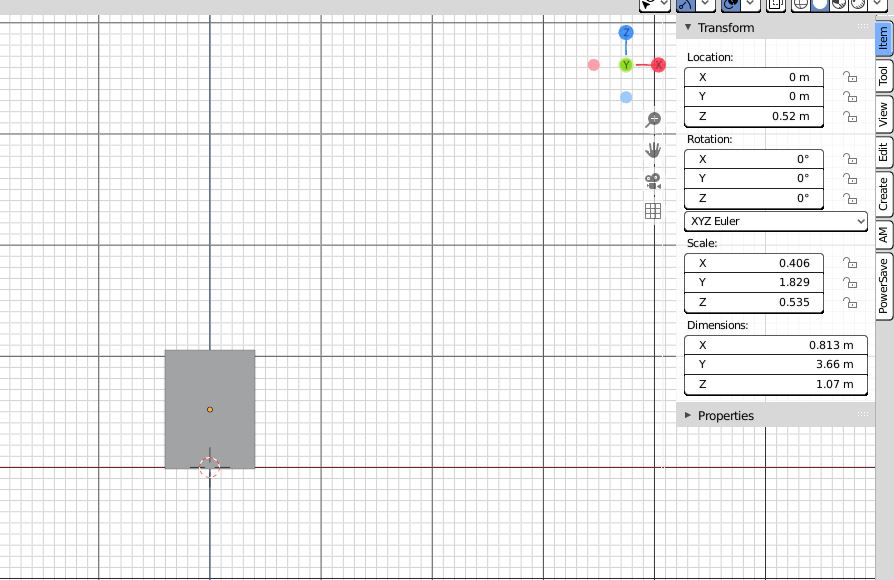 Transform
Location:
X 0 m
Y 0 m
Z 0.52 m
Rotation:
X 0°
Y 0°
Z 0°
XYZ Euler
Scale:
X 0.406
Y 1.829
Z 0.535
Dimensions:
X 0.813 m
Y 3.66 m
Z 1.07 m
Properties
Item
Tool
View
Edit
Create
AM
PowerSave
Z
Y
X